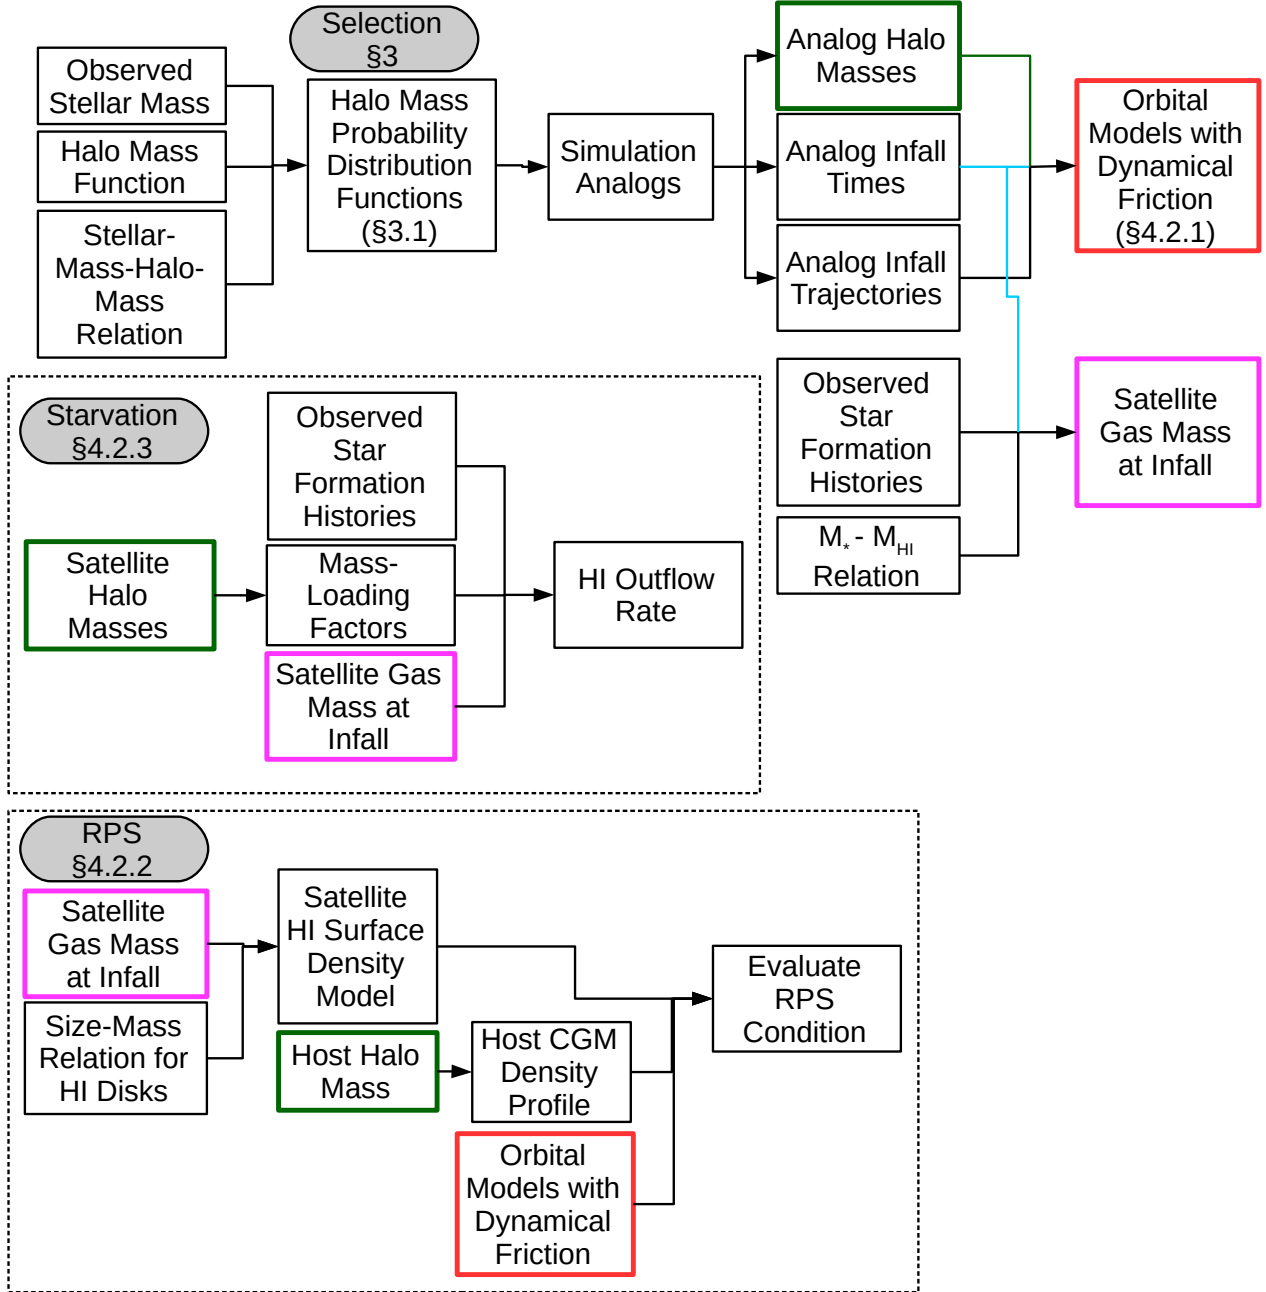 Selection
§3
Observed
Stellar Mass
Halo Mass
Function
Stellar-
Mass-Halo-
Mass
Relation
Halo Mass
Probability
Distribution
Functions
(§3.1)
Simulation
Analogs
Analog Halo
Masses
Analog Infall
Times
Analog Infall
Trajectories
Orbital
Models with
Dynamical
Friction
(§4.2.1)
Observed
Star
Formation
Histories
M* - MHI
Relation
Satellite
Gas Mass
at Infall
Starvation
§4.2.3
Satellite
Halo
Masses
Observed
Star
Formation
Histories
Mass-
Loading
Factors
Satellite Gas
Mass at
Infall
HI Outflow
Rate
RPS
§4.2.2
Satellite
Gas Mass
at Infall
Size-Mass
Relation for
HI Disks
Satellite
HI Surface
Density
Model
Host Halo
Mass
Host CGM
Density
Profile
Orbital
Models with
Dynamical
Friction
Evaluate
RPS
Condition